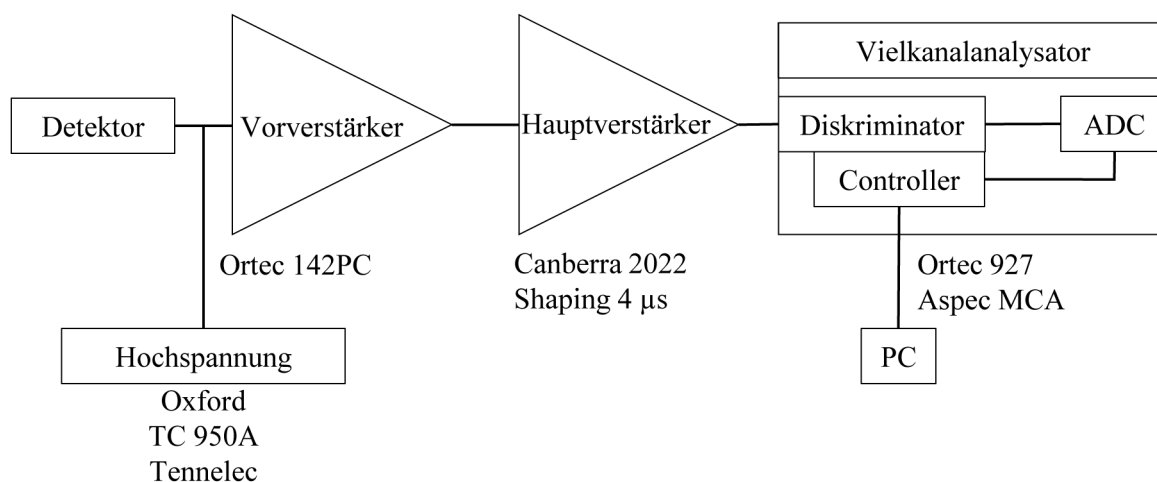 Vielkanalanalysator
Detektor
Vorverstärker
Hauptverstärker
Diskriminator
ADC
Controller
Ortec 142PC
Canberra 2022
Shaping 4 µs
Ortec 927
Aspec MCA
Hochspannung
PC
Oxford
TC 950A
Tennelec